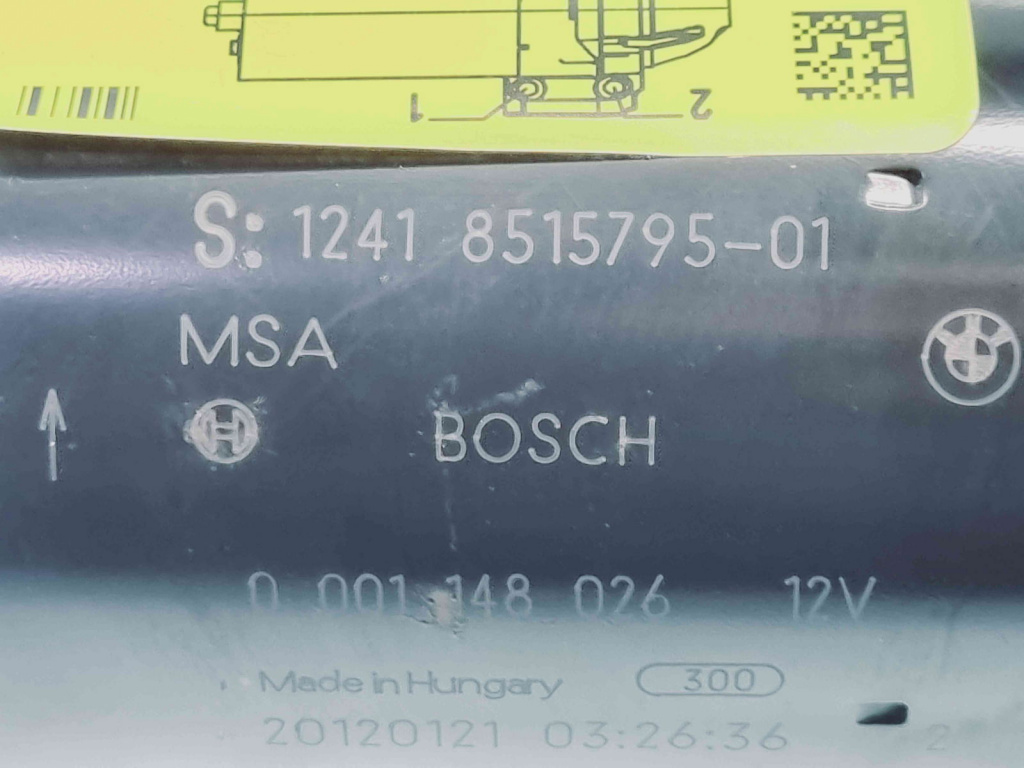 1 2
S: 1241 8515795-01
MSA
H BOSCH
0 001 148 026 12V
Made in Hungary 300
20120121 03:26:36 2